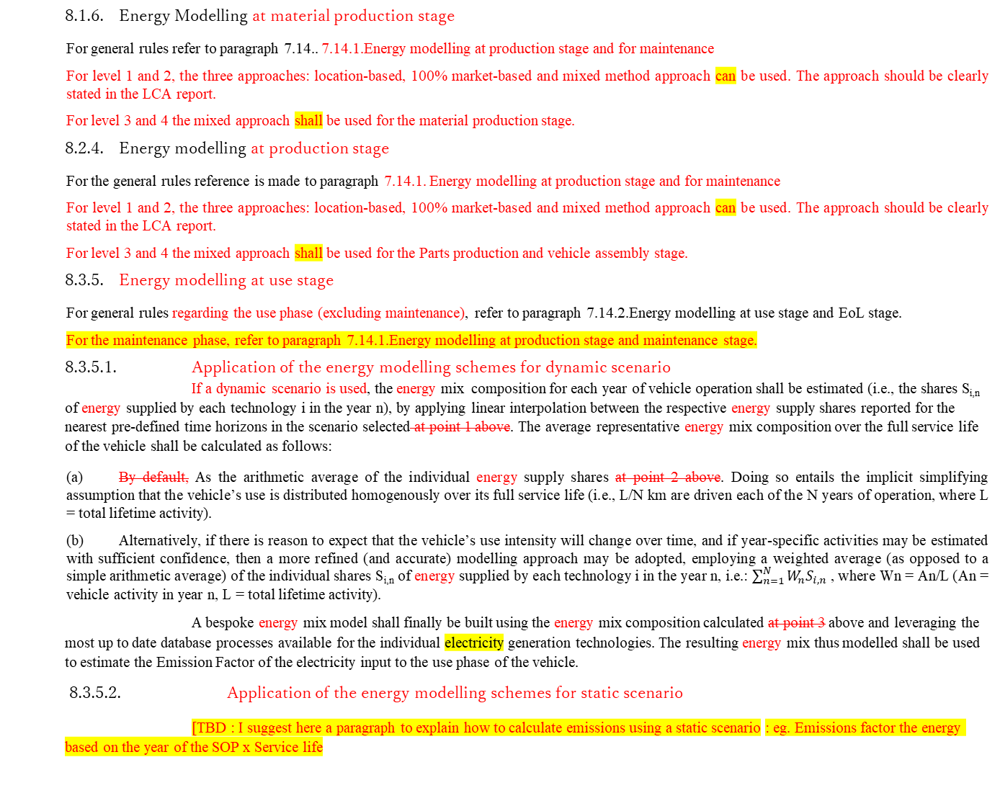 8.1.6. Energy Modelling at material production stage
For general rules refer to paragraph 7.14.. 7.14.1.Energy modelling at production stage and for maintenance
For level 1 and 2, the three approaches: location-based, 100% market-based and mixed method approach can be used. The approach should be clearly
stated in the LCA report.
For level 3 and 4 the mixed approach shall be used for the material production stage.
8.2.4. Energy modelling at production stage
For the general rules reference is made to paragraph 7.14.1. Energy modelling at production stage and for maintenance
For level 1 and 2, the three approaches: location-based, 100% market-based and mixed method approach can be used. The approach should be clearly
stated in the LCA report.
For level 3 and 4 the mixed approach shall be used for the Parts production and vehicle assembly stage.
8.3.5. Energy modelling at use stage
For general rules regarding the use phase (excluding maintenance), refer to paragraph 7.14.2.Energy modelling at use stage and EoL stage.
For the maintenance phase, refer to paragraph 7.14.1.Energy modelling at production stage and maintenance stage.
8.3.5.1. Application of the energy modelling schemes for dynamic scenario
If a dynamic scenario is used, the energy mix composition for each year of vehicle operation shall be estimated (i.e., the shares Si,n
of energy supplied by each technology i in the year n), by applying linear interpolation between the respective energy supply shares reported for the
nearest pre-defined time horizons in the scenario selected at point 1 above. The average representative energy mix composition over the full service life
of the vehicle shall be calculated as follows:
(a) By default, As the arithmetic average of the individual energy supply shares at point 2 above. Doing so entails the implicit simplifying
assumption that the vehicle's use is distributed homogenously over its full service life (i.e., L/N km are driven each of the N years of operation, where L
= total lifetime activity).
(b) Alternatively, if there is reason to expect that the vehicle's use intensity will change over time, and if year-specific activities may be estimated
with sufficient confidence, then a more refined (and accurate) modelling approach may be adopted, employing a weighted average (as opposed to a
simple arithmetic average) of the individual shares Si,n of energy supplied by each technology i in the year n, i.e.: ∑ᴺₙ₌₁ WnSi,n , where Wn = An/L (An =
vehicle activity in year n, L = total lifetime activity).
A bespoke energy mix model shall finally be built using the energy mix composition calculated at point 3 above and leveraging the
most up to date database processes available for the individual electricity generation technologies. The resulting energy mix thus modelled shall be used
to estimate the Emission Factor of the electricity input to the use phase of the vehicle.
8.3.5.2. Application of the energy modelling schemes for static scenario
[TBD : I suggest here a paragraph to explain how to calculate emissions using a static scenario : eg. Emissions factor the energy
based on the year of the SOP x Service life